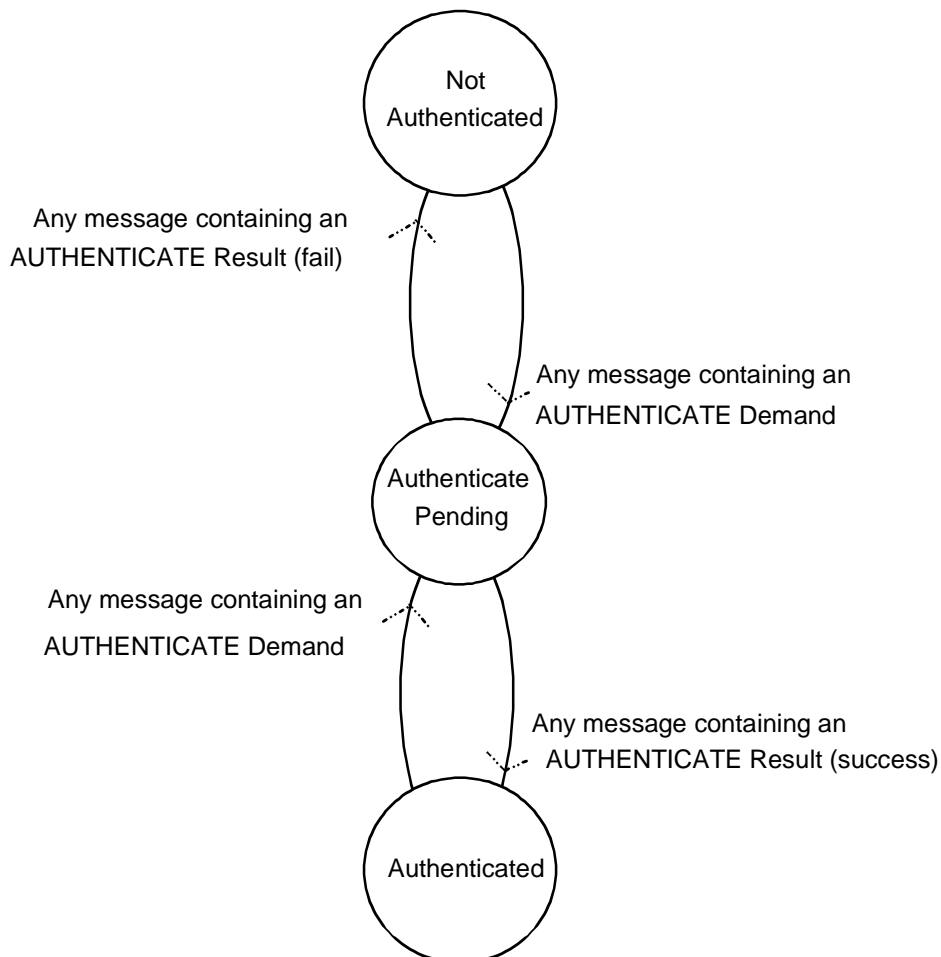 Not
Authenticated
Any message containing an
AUTHENTICATE Result (fail)
Any message containing an
AUTHENTICATE Demand
Authenticate
Pending
Any message containing an
AUTHENTICATE Demand
Any message containing an
AUTHENTICATE Result (success)
Authenticated